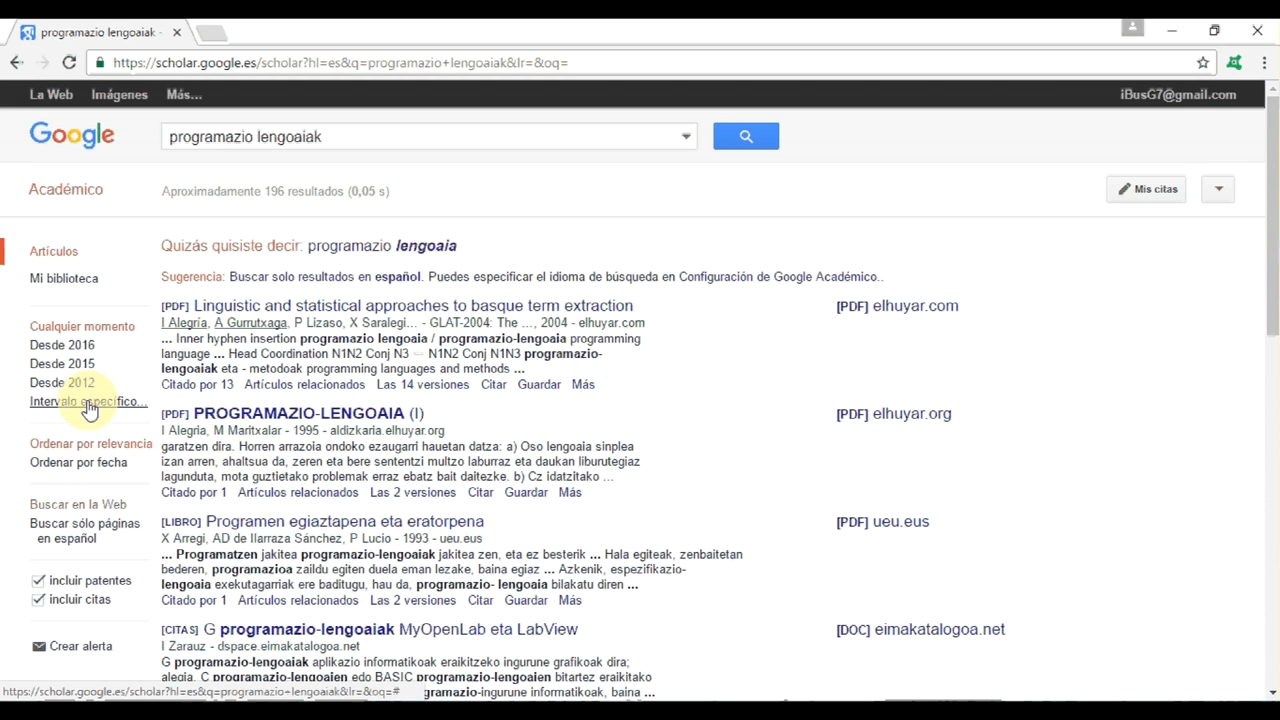 programazio lengoaiak -
https://scholar.google.es/scholar?hl=es&q=programazio+lengoaiak&lr=&oq=
La Web Imágenes Más... iBusG7@gmail.com
Google programazio lengoaiak
Académico Aproximadamente 196 resultados (0,05 s) Mis citas
Artículos
Mi biblioteca
Cualquier momento
Desde 2016
Desde 2015
Desde 2012
Intervalo específico...
Ordenar por relevancia
Ordenar por fecha
Buscar en la Web
Buscar sólo páginas
en español
incluir patentes
incluir citas
Crear alerta
Quizás quisiste decir: programazio lengoaia
Sugerencia: Buscar solo resultados en español. Puedes especificar el idioma de búsqueda en Configuración de Google Académico..
[PDF] Linguistic and statistical approaches to basque term extraction [PDF] elhuyar.com
I Alegría, A Gurrutxaga, P Lizaso, X Saralegi... - GLAT-2004: The ..., 2004 - elhuyar.com
... Inner hyphen insertion programazio lengoaia / programazio-lengoaia programming
language ... Head Coordination N1N2 Conj N3 ↔ N1N2 Conj N1N3 programazio-
lengoaiak eta - metodoak programming languages and methods ...
Citado por 13 Artículos relacionados Las 14 versiones Citar Guardar Más
[PDF] PROGRAMAZIO-LENGOAIA (I) [PDF] elhuyar.org
I Alegria, M Maritxalar - 1995 - aldizkaria.elhuyar.org
garatzen dira. Horren arrazoia ondoko ezaugarri hauetan datza: a) Oso lengoaia sinplea
izan arren, ahaltsua da, zeren eta bere sententzi multzo laburraz eta daukan liburutegiaz
lagunduta, mota guztietako problemak erraz ebatz bait daitezke. b) Cz idatzitako ...
Citado por 1 Artículos relacionados Las 2 versiones Citar Guardar Más
[LIBRO] Programen egiaztapena eta eratorpena [PDF] ueu.eus
X Arregi, AD de Ilarraza Sánchez, P Lucio - 1993 - ueu.eus
... Programatzen jakitea programazio-lengoaiak jakitea zen, eta ez besterik ... Hala egiteak, zenbaitetan
bederen, programazioa zaildu egiten duela eman lezake, baina egiaz ... Azkenik, espezifikazio-
lengoaia exekutagarriak ere baditugu, hau da, programazio- lengoaia bilakatu diren ...
Citado por 1 Artículos relacionados Las 2 versiones Citar Guardar Más
[CITAS] G programazio-lengoaiak MyOpenLab eta LabView [DOC] eimakatalogoa.net
I Zarauz - dspace.eimakatalogoa.net
G programazio-lengoaiak aplikazio informatikoak eraikitzeko ingurune grafikoak dira;
alegia, C programazio-lengoaien edo BASIC programazio-lengoaien bitartez eraikitako
programazio-ingurune informatikoak, baina ...
https://scholar.google.es/scholar?hl=es&q=programazio+lengoaiak&lr=&oq=#